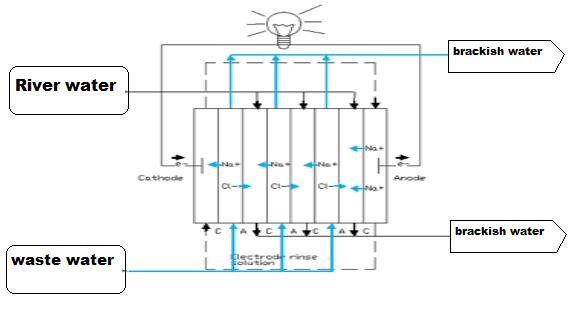 brackish water
River water
e-
Na+
Na+
Na+
Na+
e-
Cathode
Cl-
Cl-
Cl-
Na+
Anode
C
A
C
A
C
A
C
brackish water
waste water
Electrode rinse
solution